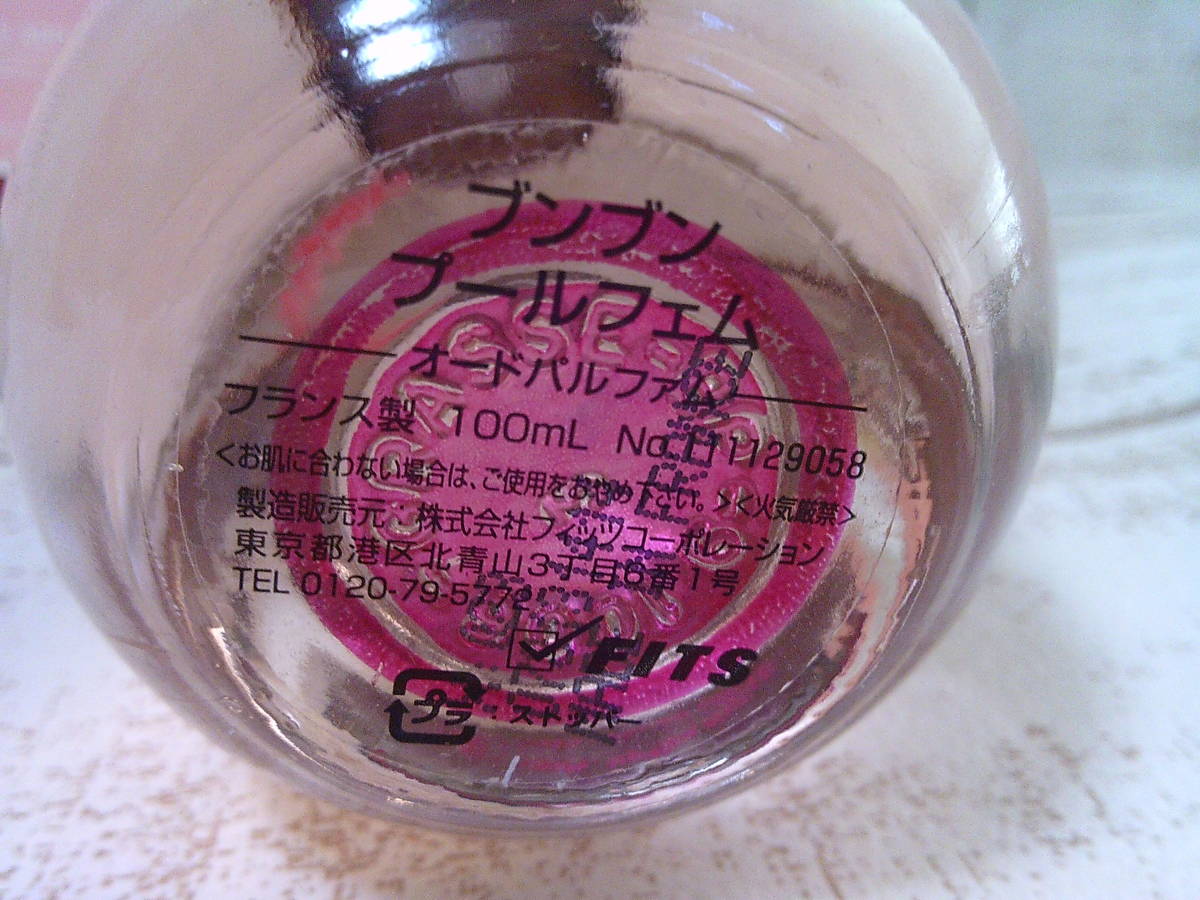 ブンブン
プールフェム
オードパルファム
フランス製 100mL No.111129058
<お肌に合わない場合は、ご使用をおやめ下さい。><火気厳禁>
製造販売元：株式会社フィッツコーポレーション
東京都港区北青山3丁目6番1号
TEL 0120-79-5772
FITS
プラ：ストッパー